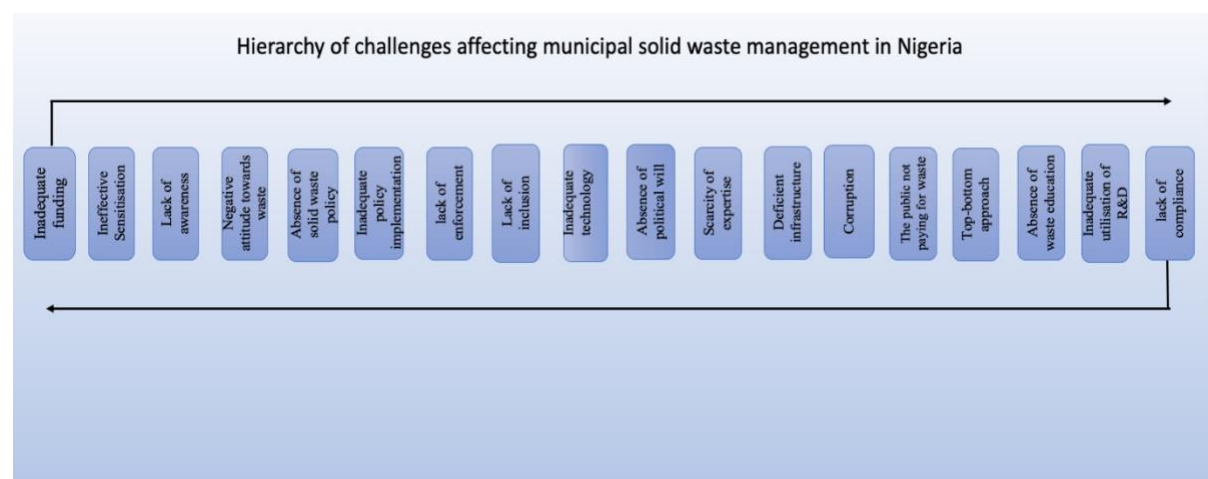 Hierarchy of challenges affecting municipal solid waste management in Nigeria
Inadequate
funding
Ineffective
Sensitisation
Lack of
awareness
Negative
attitude towards
waste
Absence of
solid waste
policy
Inadequate
policy
implementation
lack of
enforcement
Lack of
inclusion
Inadequate
technology
Absence of
political will
Scarcity of
expertise
Deficient
infrastructure
Corruption
The public not
paying for waste
Top-bottom
approach
Absence of
waste education
Inadequate
utilisation of
R&D
lack of
compliance